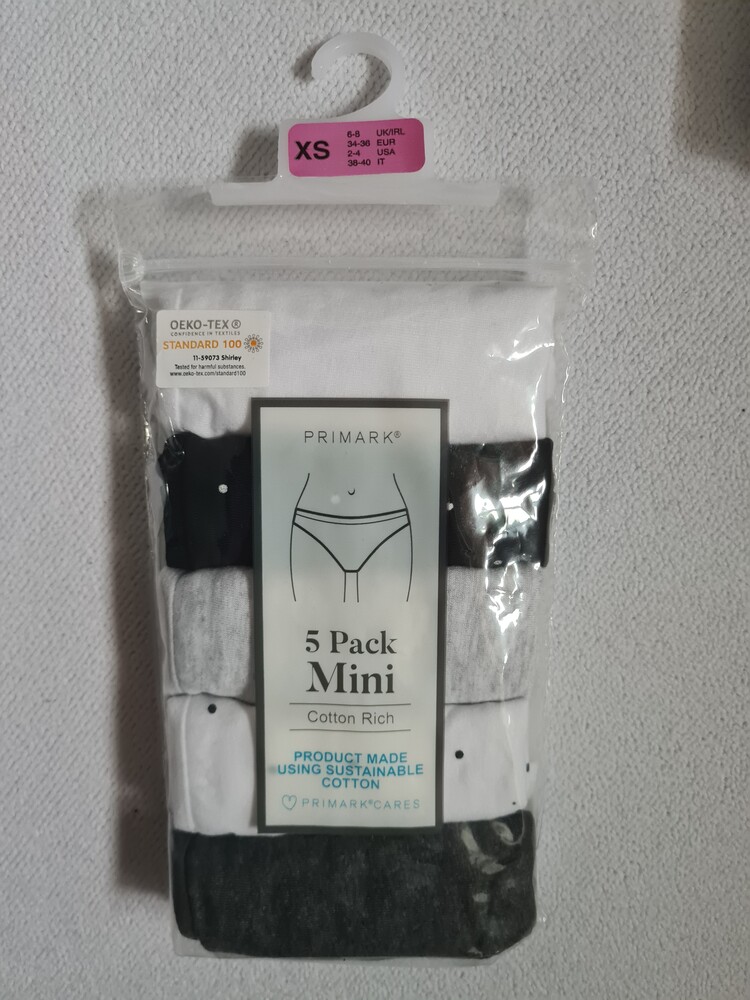 XS
6-8 UK/IRL
34-36 EUR
2-4 USA
38-40 IT
OEKO-TEX®
CONFIDENCE IN TEXTILES
STANDARD 100
11-59073 Shirley
Tested for harmful substances.
www.oeko-tex.com/standard100
PRIMARK®
5 Pack
Mini
Cotton Rich
PRODUCT MADE
USING SUSTAINABLE
COTTON
PRIMARK®CARES